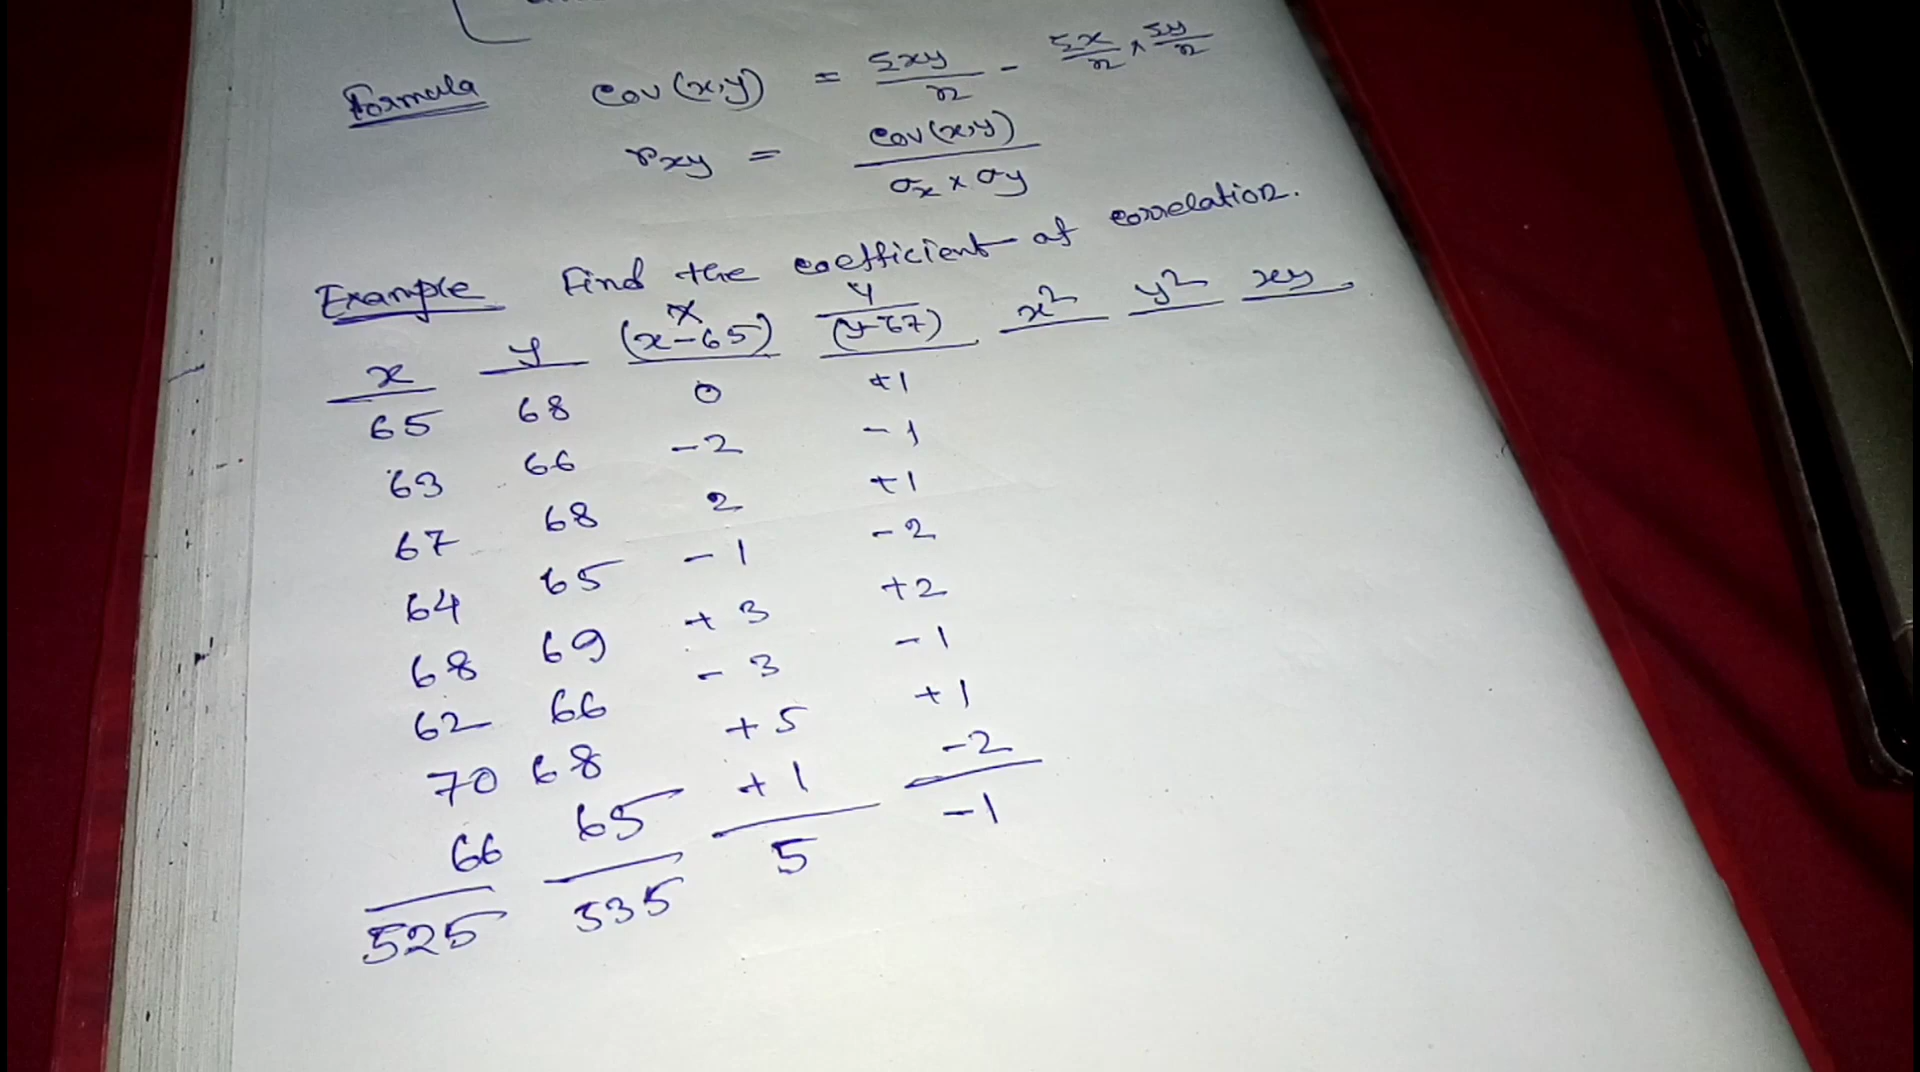 Formula cov(x,y) = Σxy/n - Σx/n × Σy/n
rxy = cov(x,y)/σx × σy
Example Find the coefficient of correlation.
x y X (x-65) Y (y-67) x² y² xy
65 68 0 +1
63 66 -2 -1
67 68 2 +1
64 65 -1 -2
68 69 +3 +2
62 66 -3 -1
70 68 +5 +1
66 65 +1 -2
525 535 5 -1